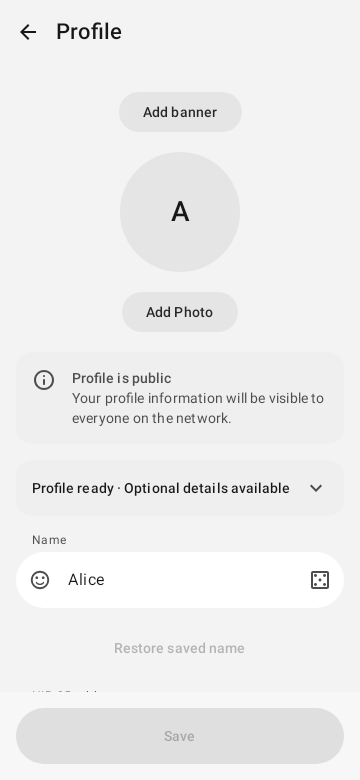 Profile
Add banner
A
Add Photo
Profile is public
Your profile information will be visible to
everyone on the network.
Profile ready · Optional details available
Name
Alice
Restore saved name
Save